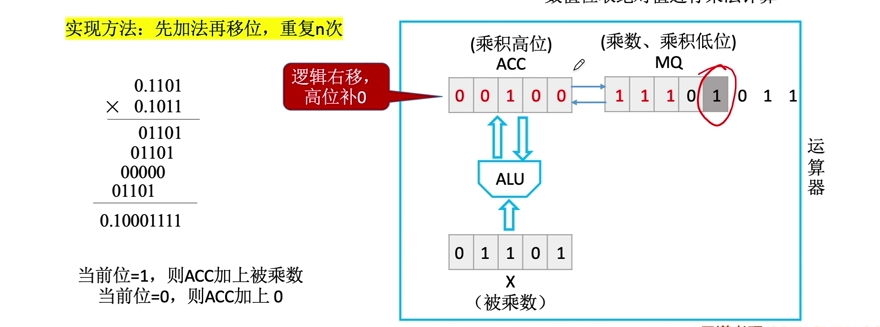 实现方法：先加法再移位，重复n次
0.1101
× 0.1011
01101
01101
00000
01101
0.10001111
当前位=1，则ACC加上被乘数
当前位=0，则ACC加上 0
逻辑右移，
高位补0
(乘积高位)
ACC
(乘数、乘积低位)
MQ
0 0 1 0 0
1 1 1 0 1 0 1 1
ALU
0 1 1 0 1
X
（被乘数）
运算器